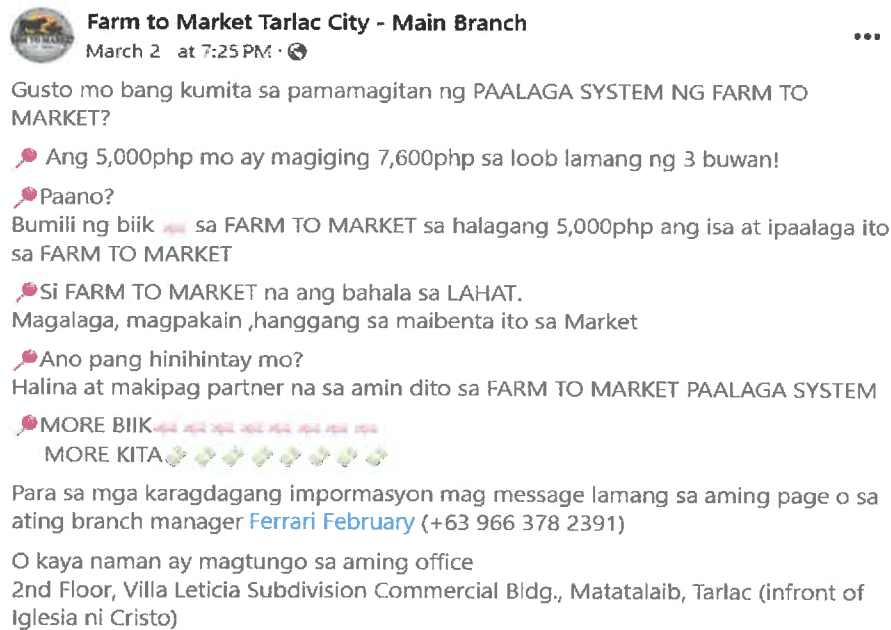 Farm to Market Tarlac City - Main Branch
March 2 at 7:25 PM ·
Gusto mo bang kumita sa pamamagitan ng PAALAGA SYSTEM NG FARM TO
MARKET?
Ang 5,000php mo ay magiging 7,600php sa loob lamang ng 3 buwan!
Paano?
Bumili ng biik sa FARM TO MARKET sa halagang 5,000php ang isa at ipaalaga ito
sa FARM TO MARKET
Si FARM TO MARKET na ang bahala sa LAHAT.
Magalaga, magpakain ,hanggang sa maibenta ito sa Market
Ano pang hinihintay mo?
Halina at makipag partner na sa amin dito sa FARM TO MARKET PAALAGA SYSTEM
MORE BIIK
MORE KITA
Para sa mga karagdagang impormasyon mag message lamang sa aming page o sa
ating branch manager Ferrari February (+63 966 378 2391)
O kaya naman ay magtungo sa aming office
2nd Floor, Villa Leticia Subdivision Commercial Bldg., Matatalaib, Tarlac (infront of
Iglesia ni Cristo)